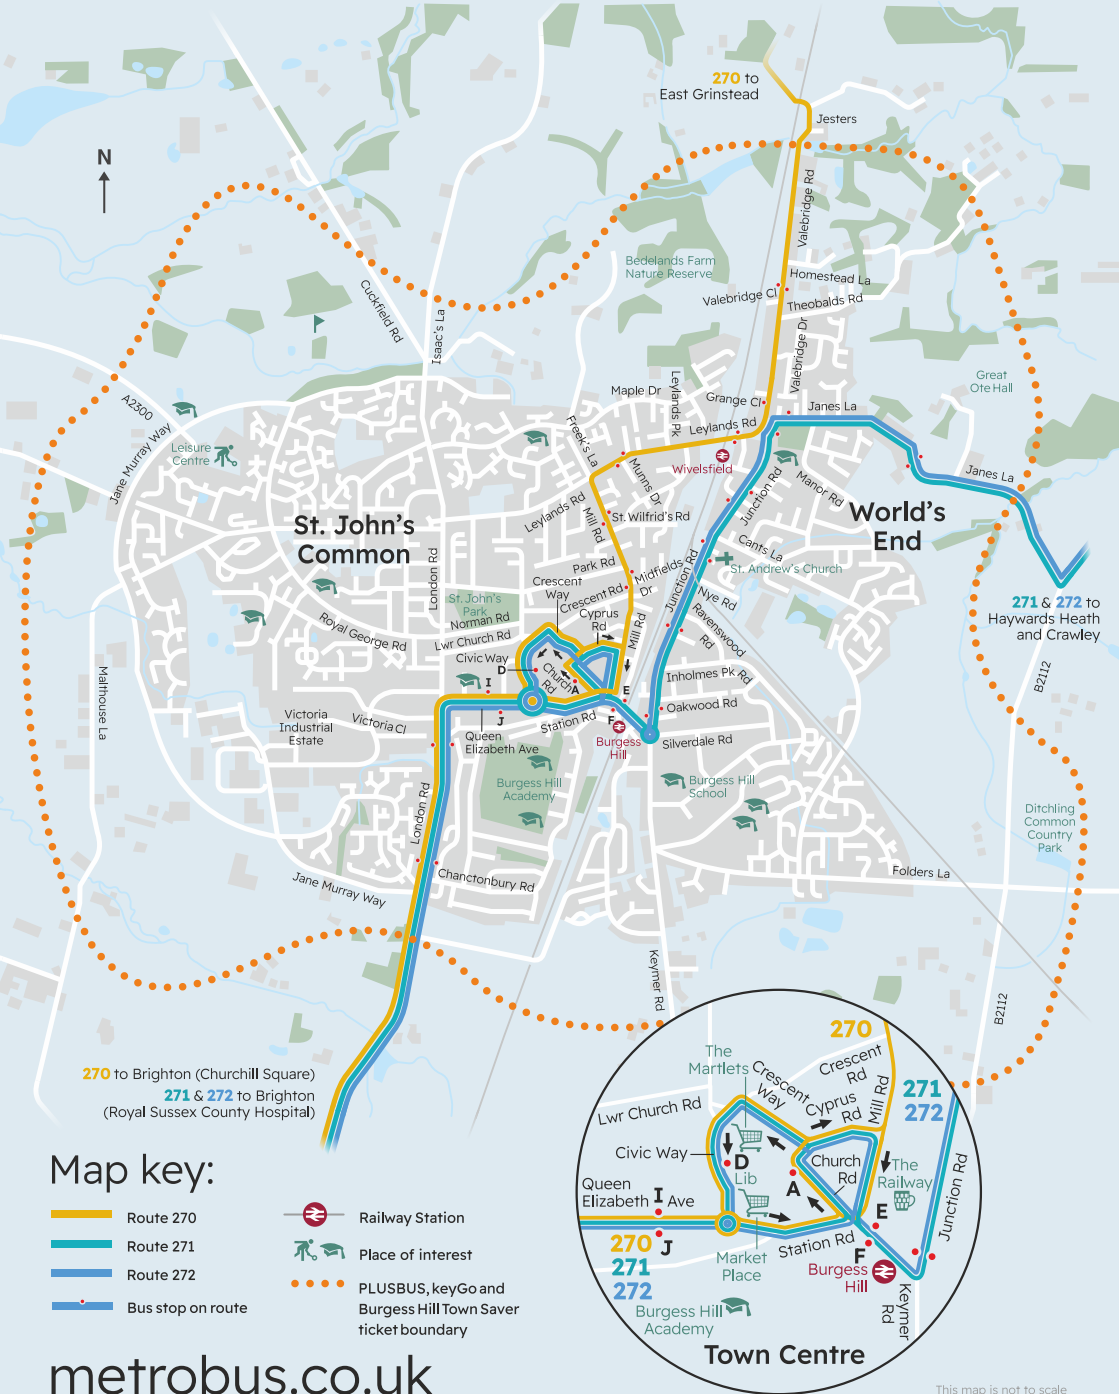 270 to
East Grinstead
Jesters
N
Valebridge Rd
Bedelands Farm
Nature Reserve
Homestead La
Valebridge Cl
Theobalds Rd
Cuckfield Rd
Isaac's La
Valebridge Dr
Great
Ote Hall
A2300
Maple Dr
Leylands Pk
Grange Cl
Janes La
Jane Murray Way
Leisure
Centre
Freek's La
Leylands Rd
Wivelsfield
Munns Dr
Junction Rd
Manor Rd
Janes La
World's
End
St. John's
Common
Leylands Rd
Mill Rd
St. Wilfrid's Rd
Cants La
St. Andrew's Church
London Rd
Park Rd
Midfields
Dr
Junction Rd
Crescent
Way
Crescent Rd
Cyprus
Rd
Nye Rd
Ravenswood
Rd
271 & 272 to
Haywards Heath
and Crawley
St. John's
Park
Norman Rd
Royal George Rd
Lwr Church Rd
Mill Rd
Civic Way
D
Church
Rd
A
E
I
J
F
Inholmes Pk Rd
B2112
Malthouse La
Victoria
Industrial
Estate
Victoria Cl
Queen
Elizabeth Ave
Station Rd
Oakwood Rd
Burgess
Hill
Silverdale Rd
Burgess Hill
Academy
Burgess Hill
School
London Rd
Ditchling
Common
Country
Park
Chanctonbury Rd
Jane Murray Way
Folders La
Keymer Rd
B2112
270 to Brighton (Churchill Square)
271 & 272 to Brighton
(Royal Sussex County Hospital)
270
The
Martlets
Crescent
Way
Crescent
Rd
Cyprus
Rd
Mill Rd
271
272
Lwr Church Rd
Civic Way
D
Lib
Church
Rd
The
Railway
A
Queen
Elizabeth
I
Ave
J
E
Junction Rd
270
271
272
Market
Place
Station Rd
F
Burgess
Hill
Keymer
Rd
Burgess Hill
Academy
Town Centre
Map key:
Route 270
Route 271
Route 272
Bus stop on route
Railway Station
Place of interest
PLUSBUS, keyGo and
Burgess Hill Town Saver
ticket boundary
metrobus.co.uk
This map is not to scale